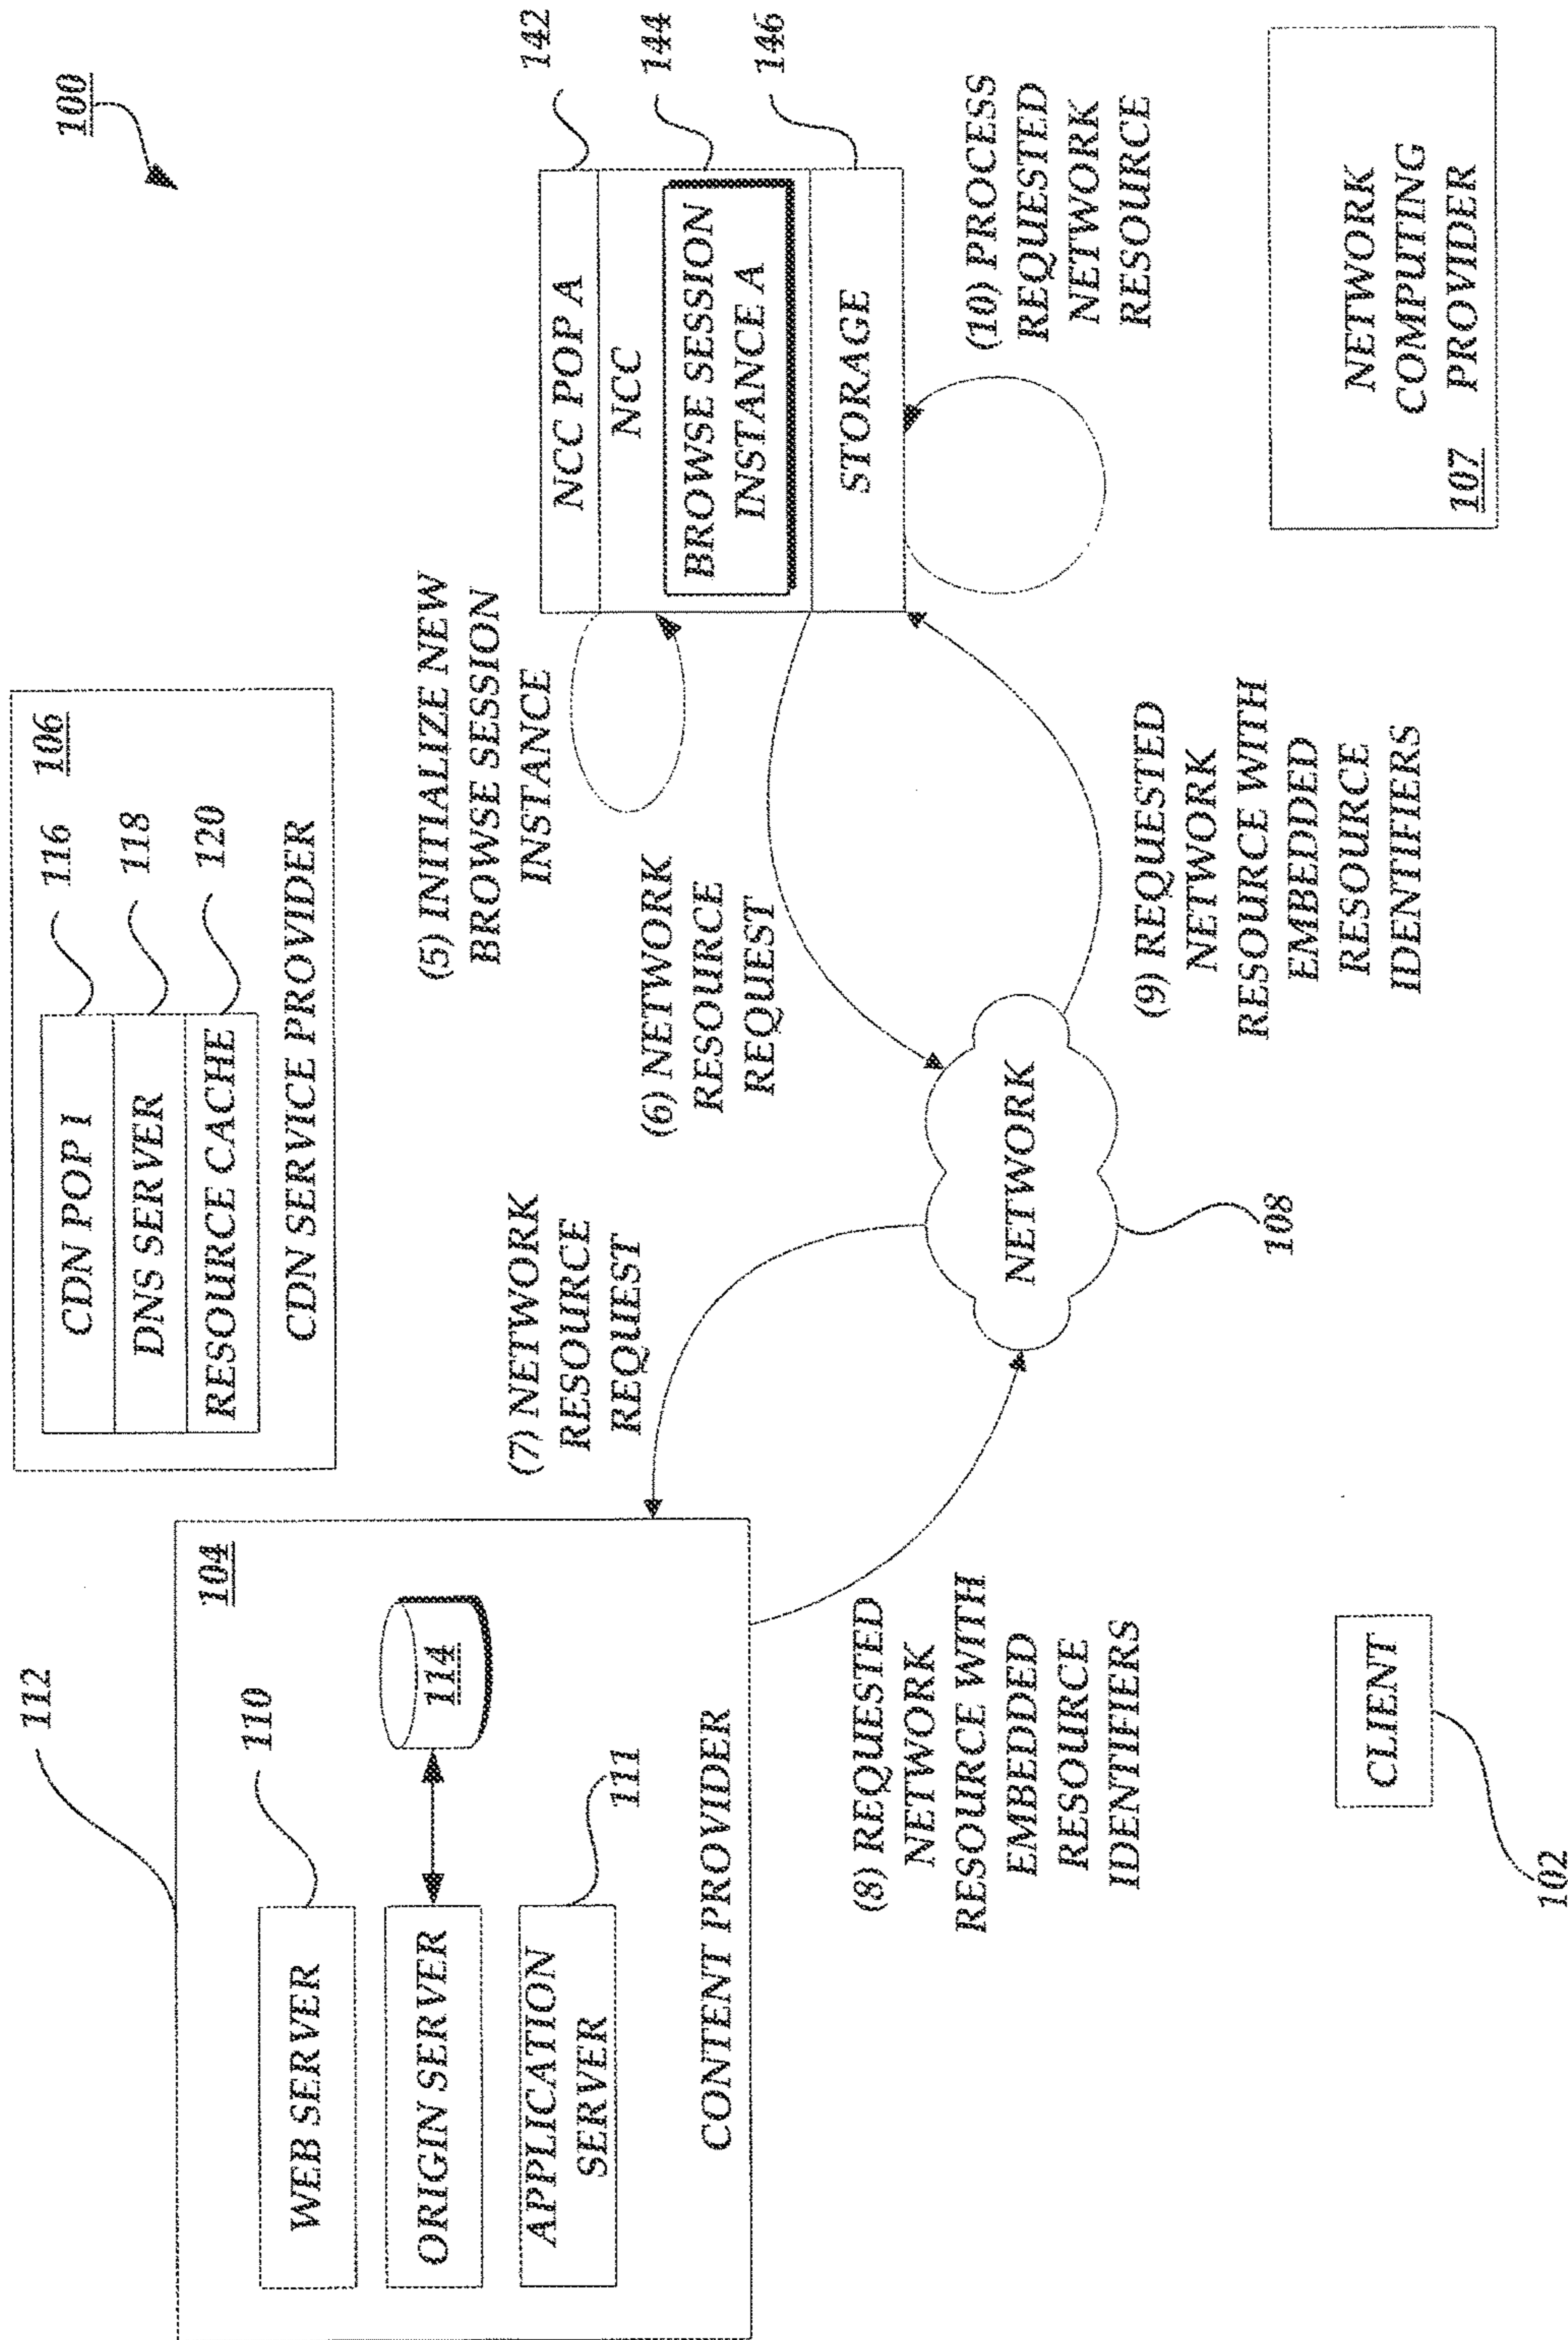 100
112
104
110
WEB SERVER
ORIGIN SERVER
114
APPLICATION
SERVER
111
CONTENT PROVIDER
CDN POP 1
DNS SERVER
RESOURCE CACHE
116
118
120
106
CDN SERVICE PROVIDER
(5) INITIALIZE NEW
BROWSE SESSION
INSTANCE
NCC POP A
NCC
BROWSE SESSION
INSTANCE A
STORAGE
142
144
146
(6) NETWORK
RESOURCE
REQUEST
(7) NETWORK
RESOURCE
REQUEST
(8) REQUESTED
NETWORK
RESOURCE WITH
EMBEDDED
RESOURCE
IDENTIFIERS
NETWORK
108
(9) REQUESTED
NETWORK
RESOURCE WITH
EMBEDDED
RESOURCE
IDENTIFIERS
(10) PROCESS
REQUESTED
NETWORK
RESOURCE
CLIENT
102
NETWORK
COMPUTING
PROVIDER
107